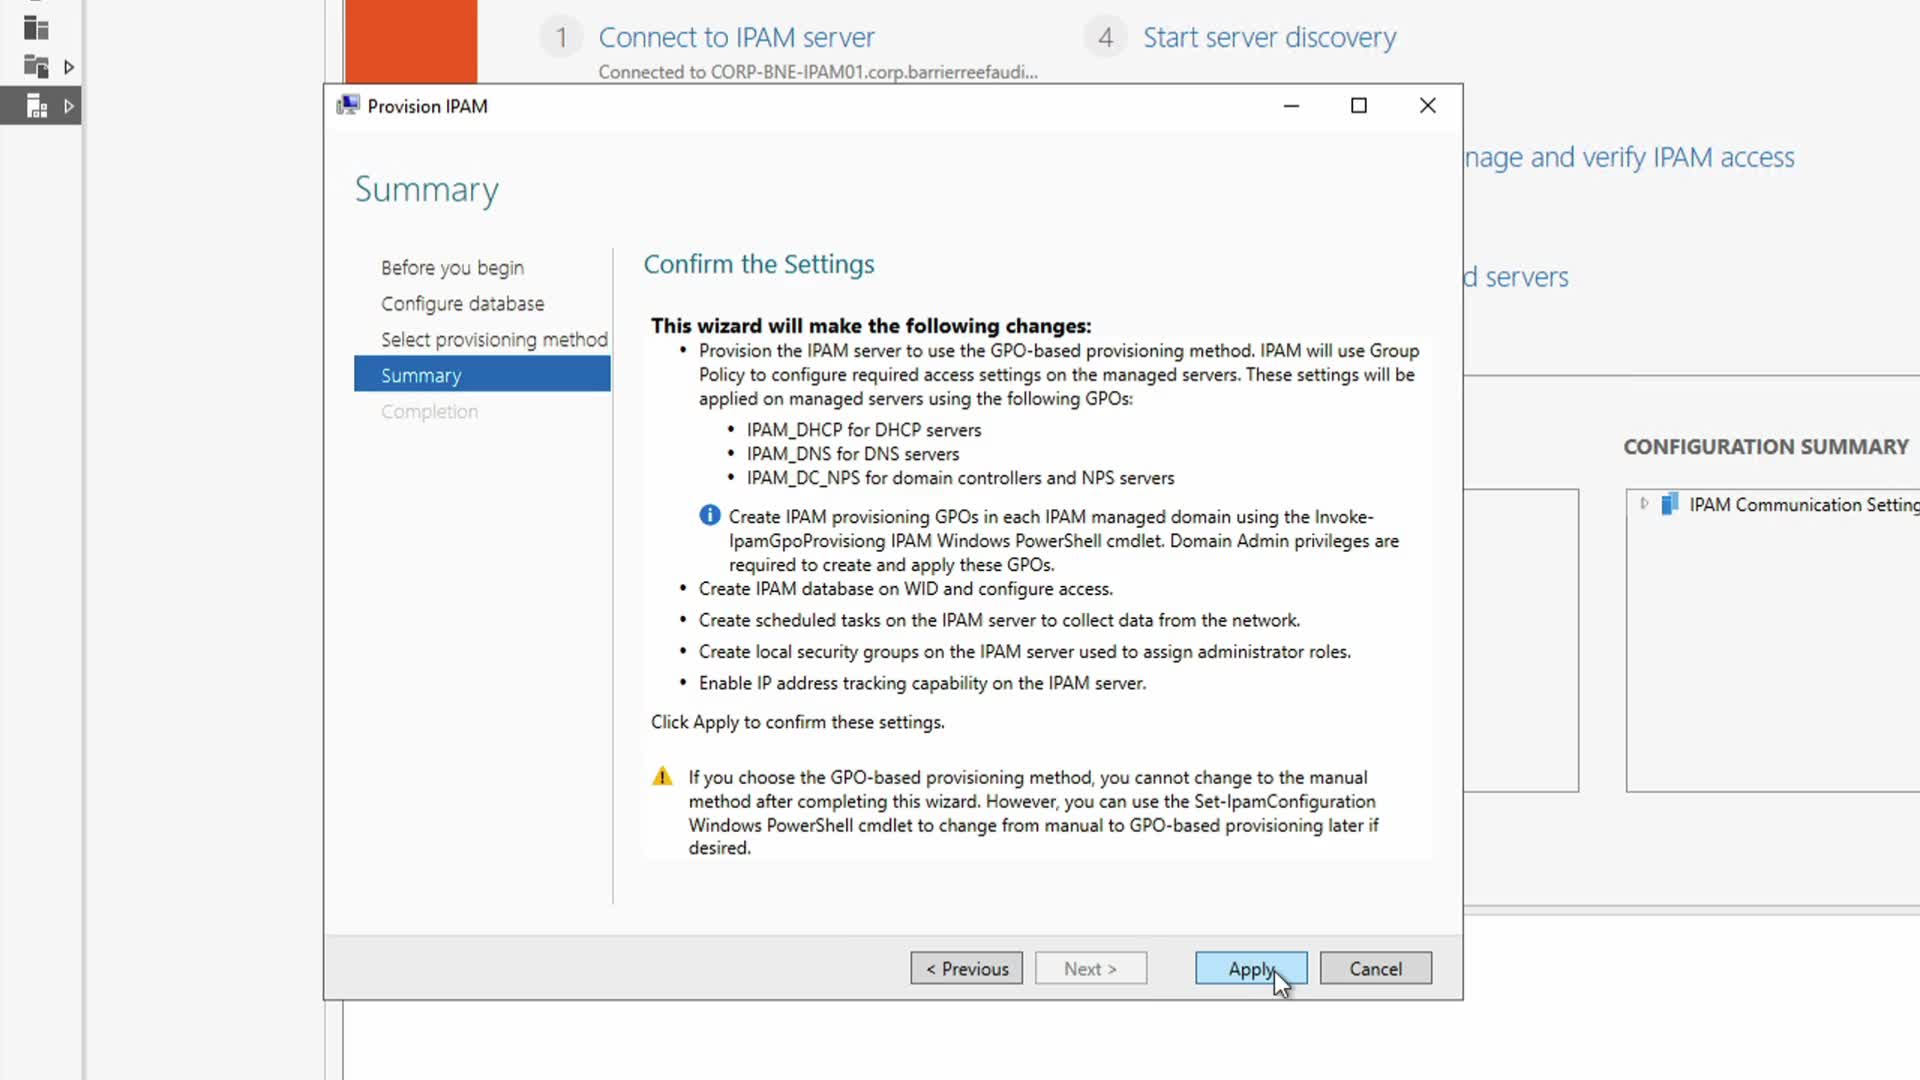 1 Connect to IPAM server
Connected to CORP-BNE-IPAM01.corp.barrierreefaudi...
4 Start server discovery
nage and verify IPAM access
d servers
CONFIGURATION SUMMARY
IPAM Communication Setting
Provision IPAM
Summary
Before you begin
Configure database
Select provisioning method
Summary
Completion
Confirm the Settings
This wizard will make the following changes:
• Provision the IPAM server to use the GPO-based provisioning method. IPAM will use Group
Policy to configure required access settings on the managed servers. These settings will be
applied on managed servers using the following GPOs:
• IPAM_DHCP for DHCP servers
• IPAM_DNS for DNS servers
• IPAM_DC_NPS for domain controllers and NPS servers
Create IPAM provisioning GPOs in each IPAM managed domain using the Invoke-
IpamGpoProvisiong IPAM Windows PowerShell cmdlet. Domain Admin privileges are
required to create and apply these GPOs.
• Create IPAM database on WID and configure access.
• Create scheduled tasks on the IPAM server to collect data from the network.
• Create local security groups on the IPAM server used to assign administrator roles.
• Enable IP address tracking capability on the IPAM server.
Click Apply to confirm these settings.
If you choose the GPO-based provisioning method, you cannot change to the manual
method after completing this wizard. However, you can use the Set-IpamConfiguration
Windows PowerShell cmdlet to change from manual to GPO-based provisioning later if
desired.
< Previous
Next >
Apply
Cancel